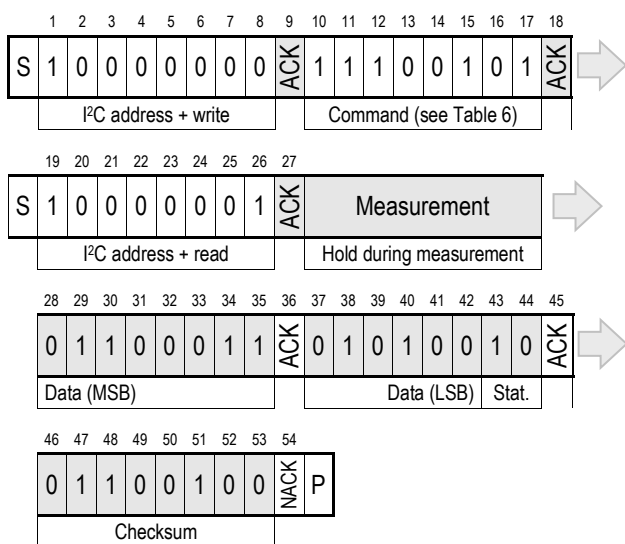 1 2 3 4 5 6 7 8 9 10 11 12 13 14 15 16 17 18
S 1 0 0 0 0 0 0 0 ACK 1 1 1 0 0 1 0 1 ACK
I²C address + write Command (see Table 6)
19 20 21 22 23 24 25 26 27
S 1 0 0 0 0 0 0 1 ACK Measurement
I²C address + read Hold during measurement
28 29 30 31 32 33 34 35 36 37 38 39 40 41 42 43 44 45
0 1 1 0 0 0 1 1 ACK 0 1 0 1 0 0 1 0 ACK
Data (MSB) Data (LSB) Stat.
46 47 48 49 50 51 52 53 54
0 1 1 0 0 1 0 0 NACK P
Checksum